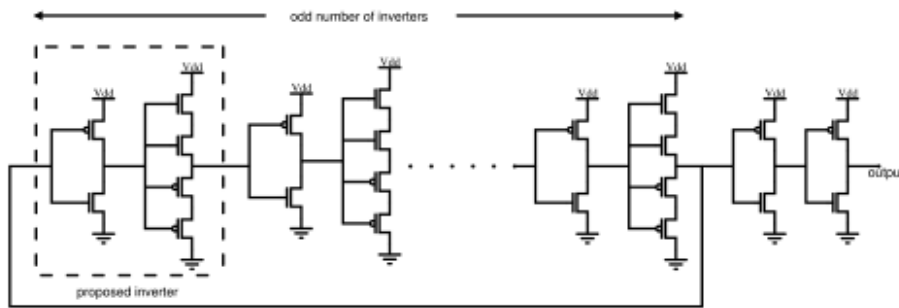 odd number of inverters
Vdd
Vdd
Vdd
Vdd
Vdd
Vdd
Vdd
Vdd
output
proposed inverter